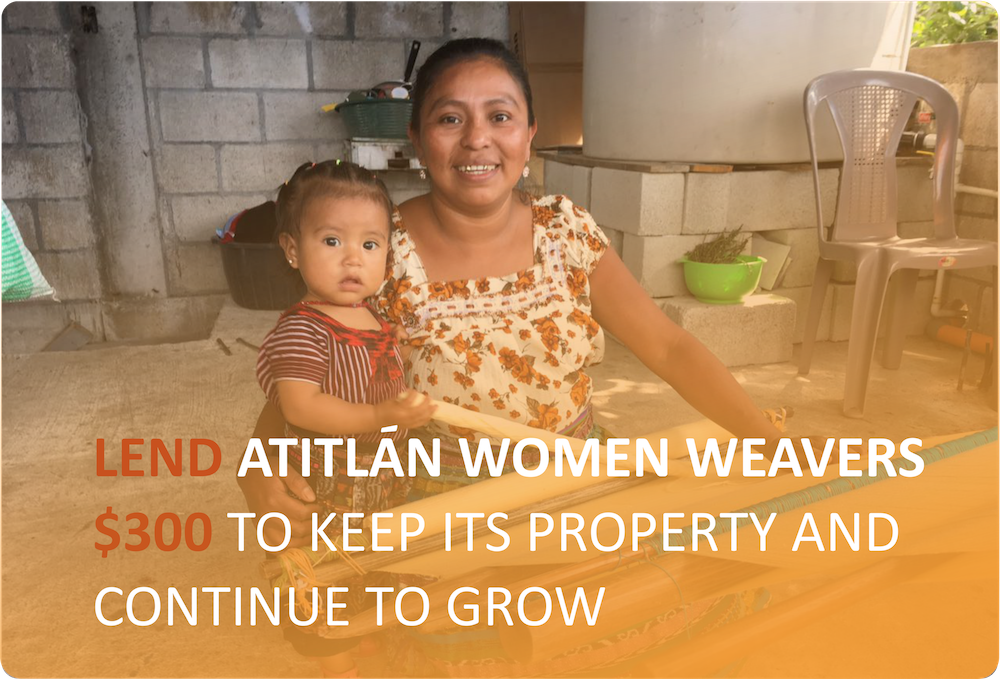 LEND ATITLÁN WOMEN WEAVERS
$300 TO KEEP ITS PROPERTY AND
CONTINUE TO GROW